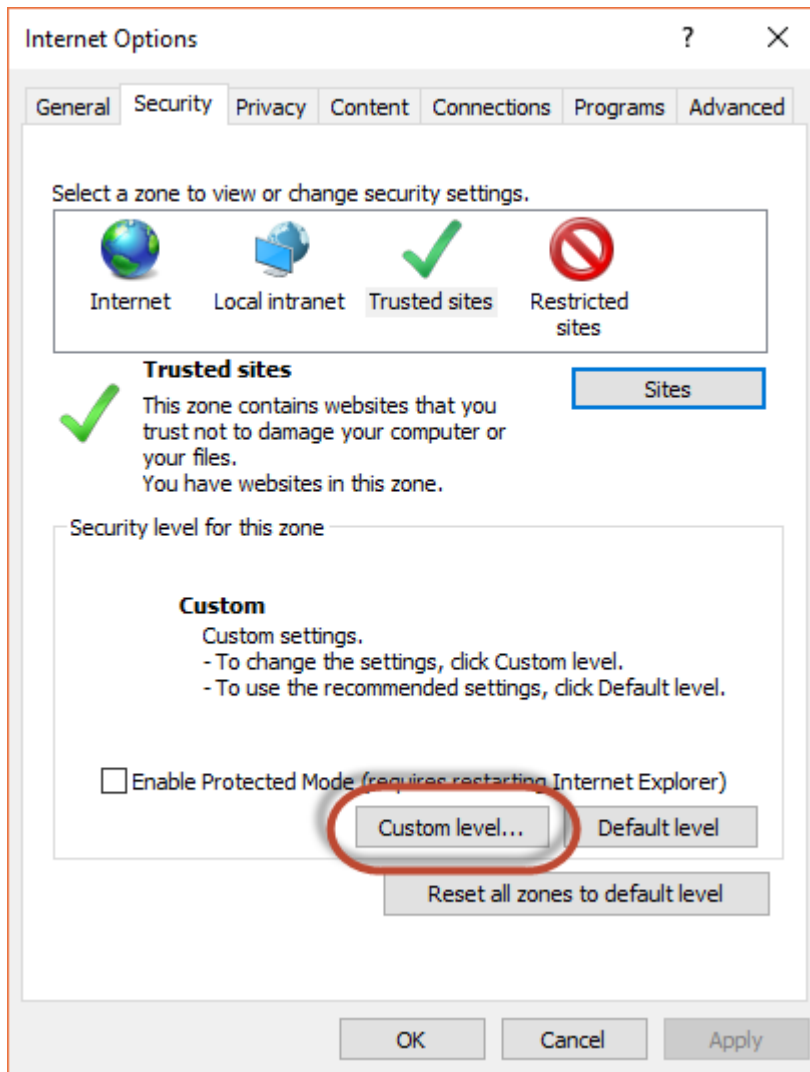 Internet Options ?
General Security Privacy Content Connections Programs Advanced
Select a zone to view or change security settings.
Internet Local intranet Trusted sites Restricted
sites
Trusted sites
Sites
This zone contains websites that you
trust not to damage your computer or
your files.
You have websites in this zone.
Security level for this zone
Custom
Custom settings.
- To change the settings, click Custom level.
- To use the recommended settings, click Default level.
Enable Protected Mode (requires restarting Internet Explorer)
Custom level... Default level
Reset all zones to default level
OK Cancel Apply